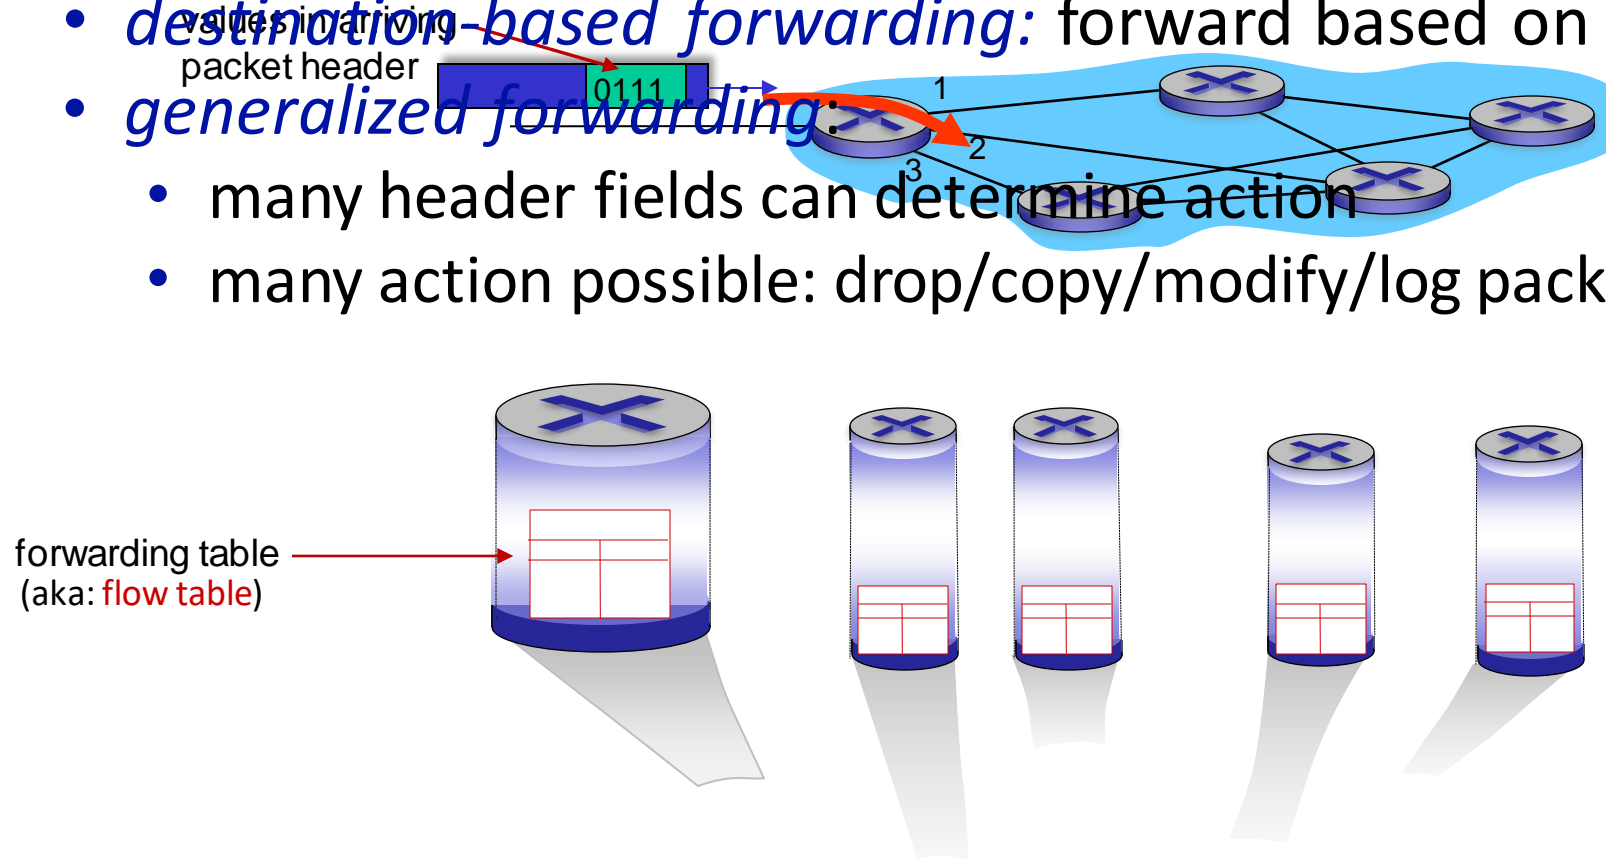 • destination-based forwarding: forward based on
values in arriving
packet header
0111
• generalized forwarding:
1
2
3
• many header fields can determine action
• many action possible: drop/copy/modify/log pack
forwarding table
(aka: flow table)